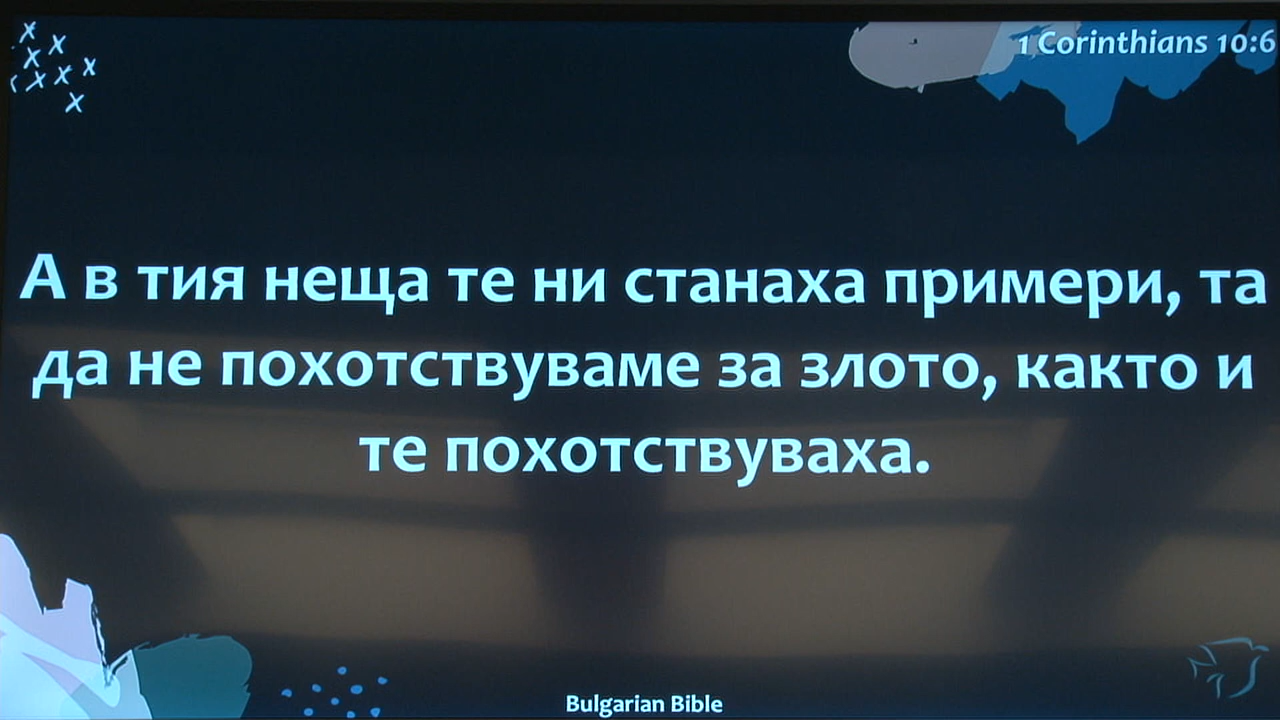 1 Corinthians 10:6
А в тия неща те ни станаха примери, та
да не похотствуваме за злото, както и
те похотствуваха.
Bulgarian Bible